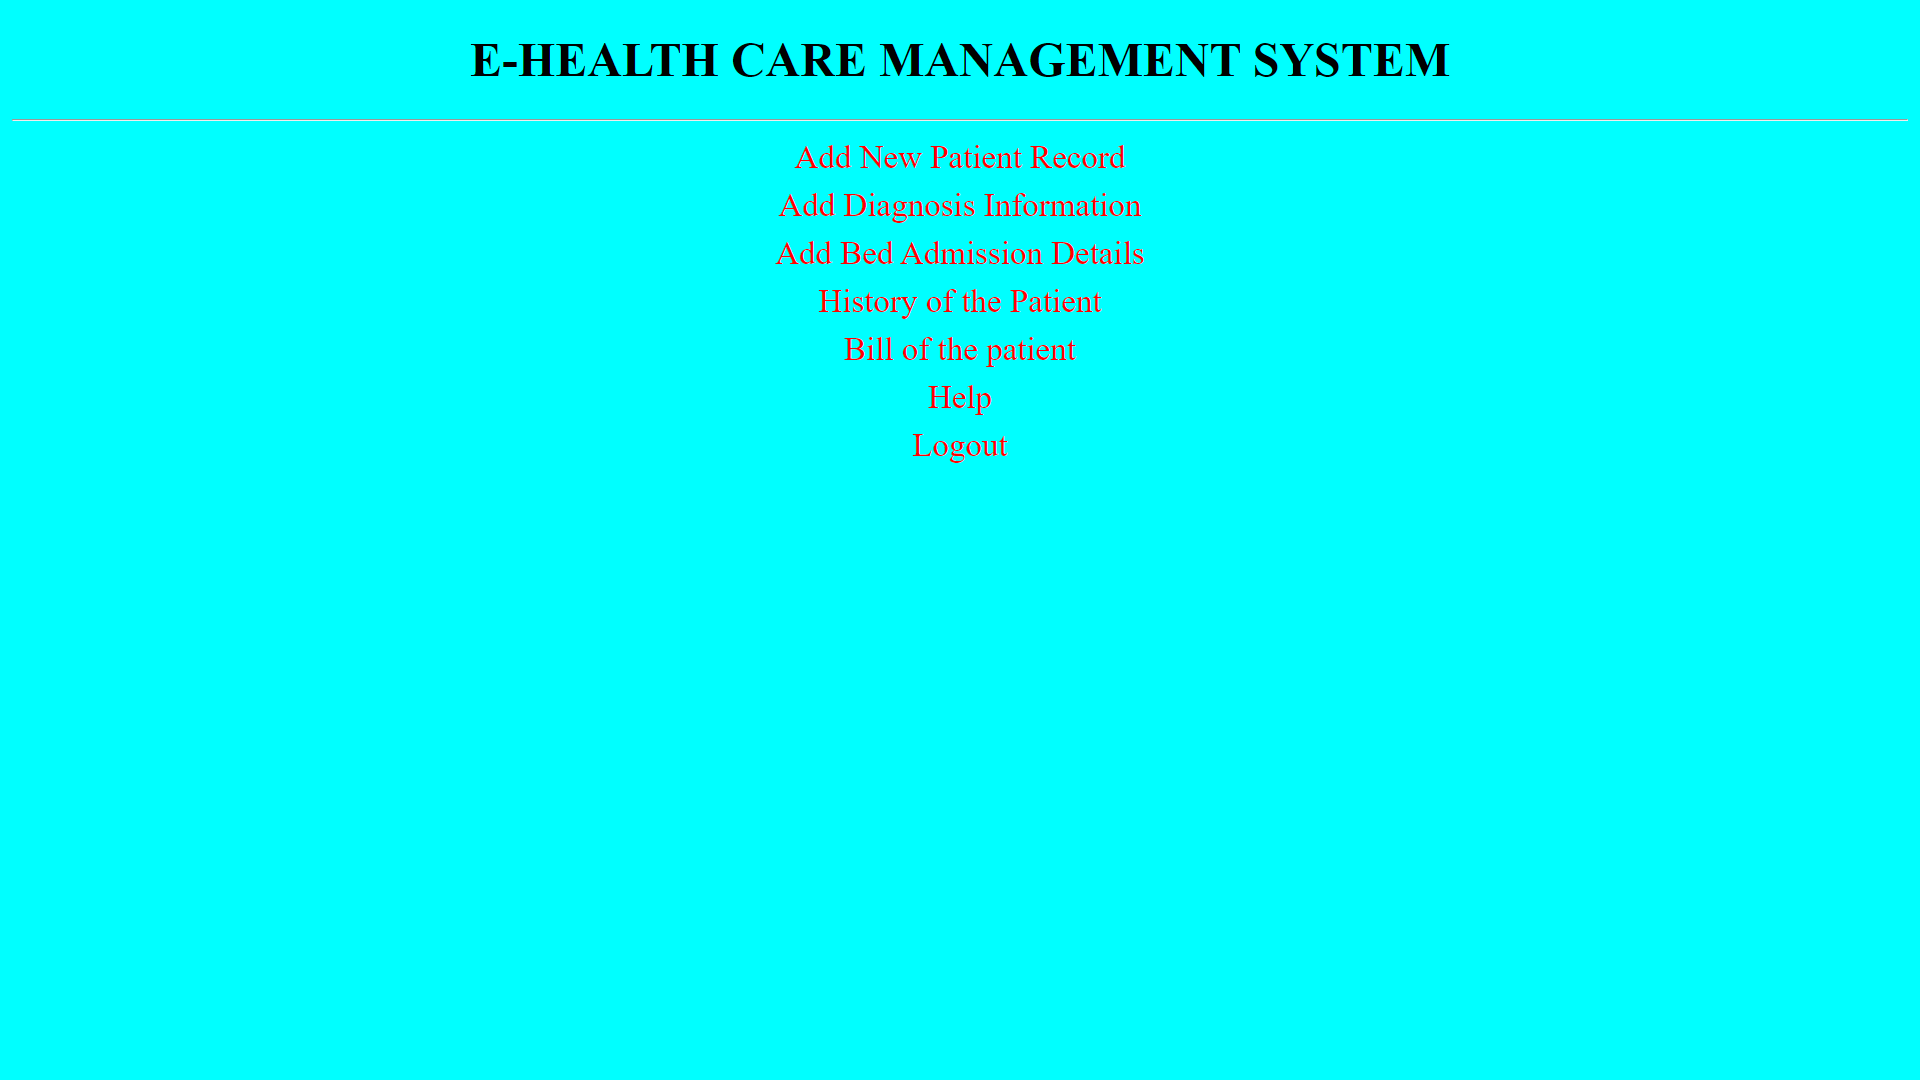 E-HEALTH CARE MANAGEMENT SYSTEM
Add New Patient Record
Add Diagnosis Information
Add Bed Admission Details
History of the Patient
Bill of the patient
Help
Logout